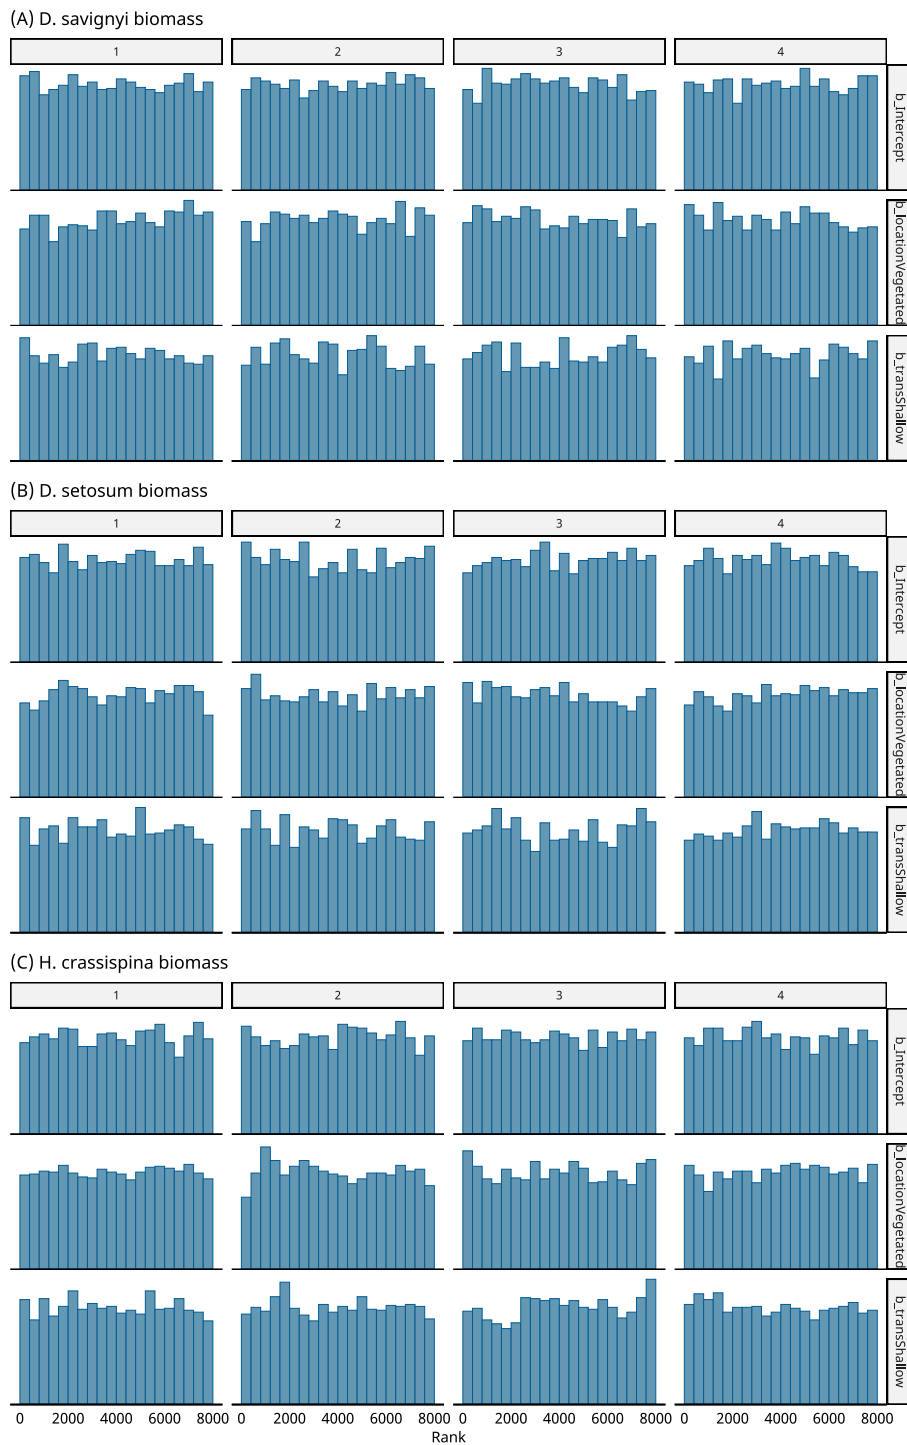 (A) D. savignyi biomass
1 2 3 4
b_Intercept
b_locationVegetated
b_transShallow
(B) D. setosum biomass
1 2 3 4
b_Intercept
b_locationVegetated
b_transShallow
(C) H. crassispina biomass
1 2 3 4
b_Intercept
b_locationVegetated
b_transShallow
0 2000 4000 6000 8000 0 2000 4000 6000 8000 0 2000 4000 6000 8000 0 2000 4000 6000 8000
Rank